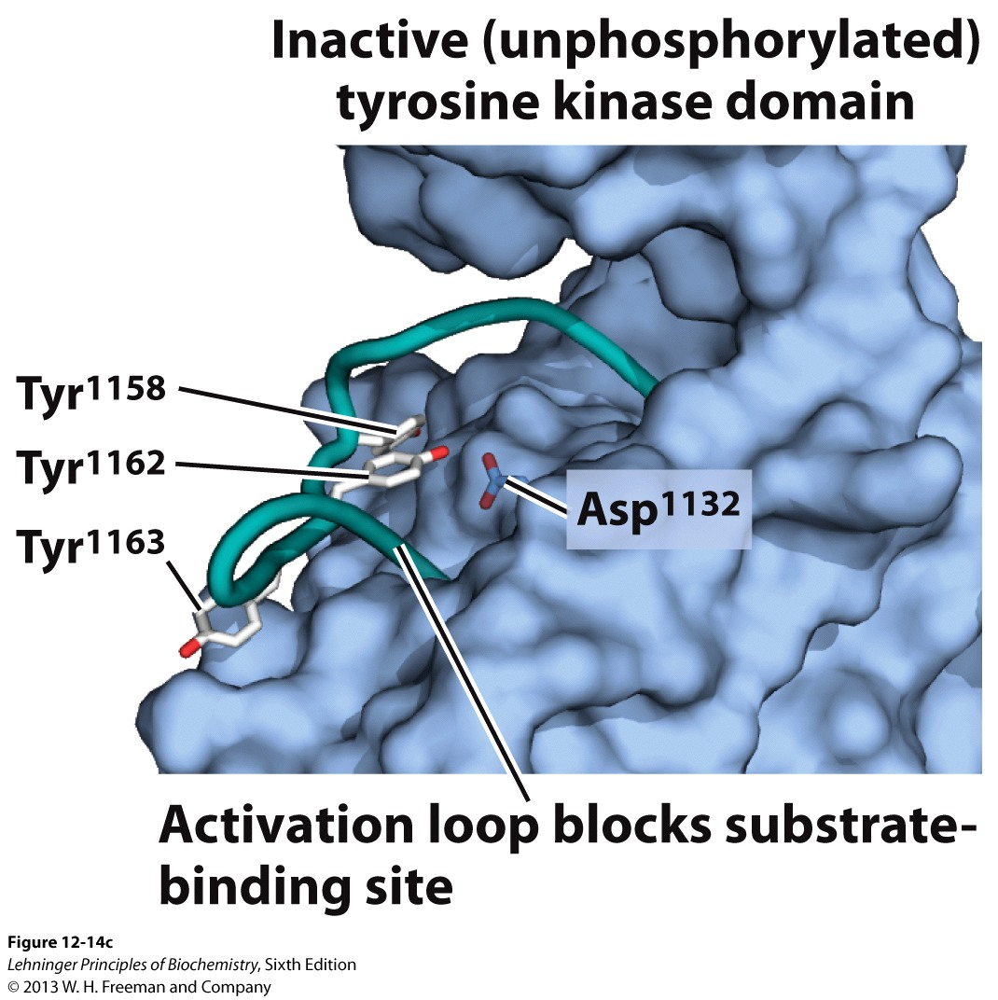 Inactive (unphosphorylated)
tyrosine kinase domain
Tyr1158
Tyr1162
Asp1132
Tyr1163
Activation loop blocks substrate-
binding site
Figure 12-14c
Lehninger Principles of Biochemistry, Sixth Edition
© 2013 W. H. Freeman and Company